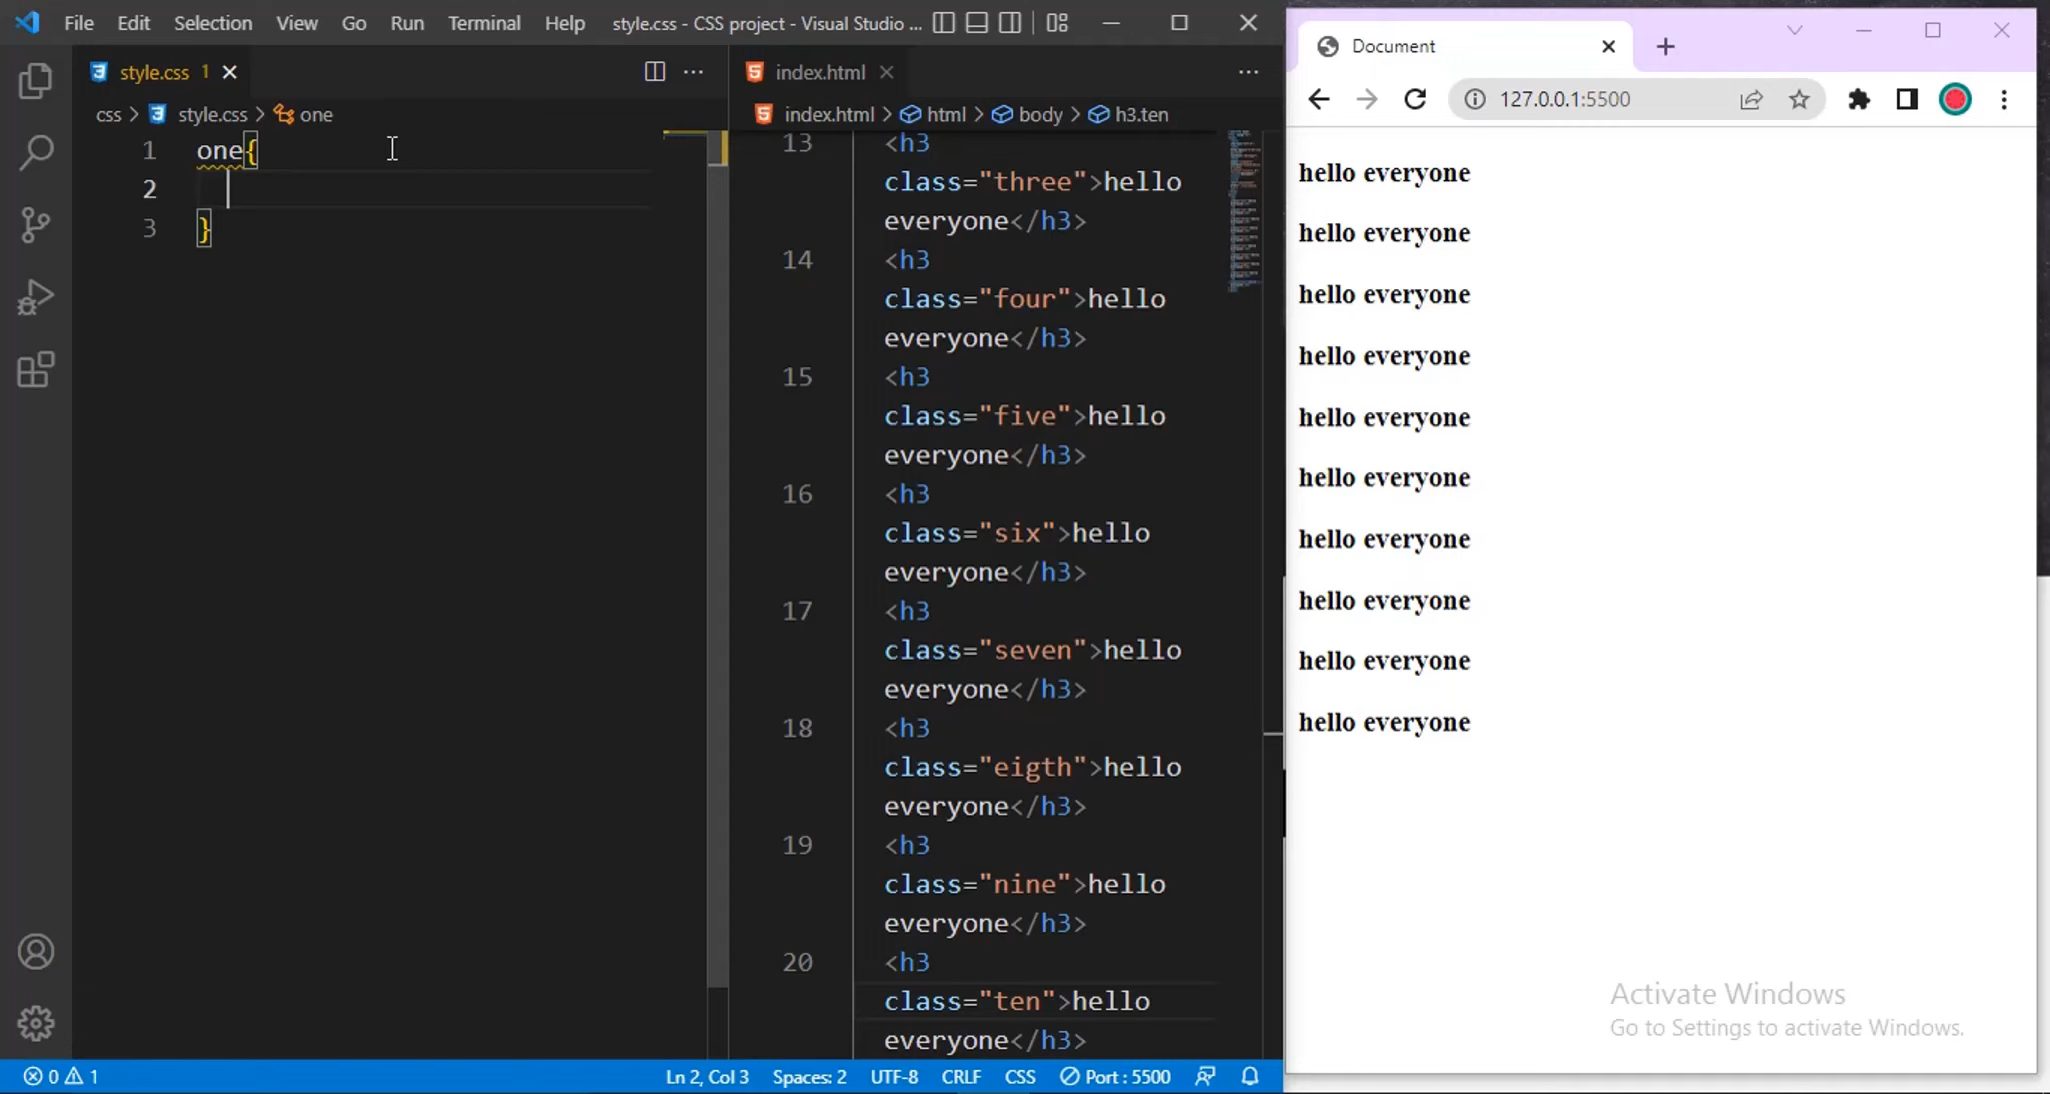 File Edit Selection View Go Run Terminal Help style.css - CSS project - Visual Studio ...
style.css 1
css > style.css > one
1 one{
2
3 }
index.html
index.html > html > body > h3.ten
13 <h3
class="three">hello
everyone</h3>
14 <h3
class="four">hello
everyone</h3>
15 <h3
class="five">hello
everyone</h3>
16 <h3
class="six">hello
everyone</h3>
17 <h3
class="seven">hello
everyone</h3>
18 <h3
class="eigth">hello
everyone</h3>
19 <h3
class="nine">hello
everyone</h3>
20 <h3
class="ten">hello
everyone</h3>
0 1 Ln 2, Col 3 Spaces: 2 UTF-8 CRLF CSS Port : 5500
Document
127.0.0.1:5500
hello everyone
hello everyone
hello everyone
hello everyone
hello everyone
hello everyone
hello everyone
hello everyone
hello everyone
hello everyone
Activate Windows
Go to Settings to activate Windows.